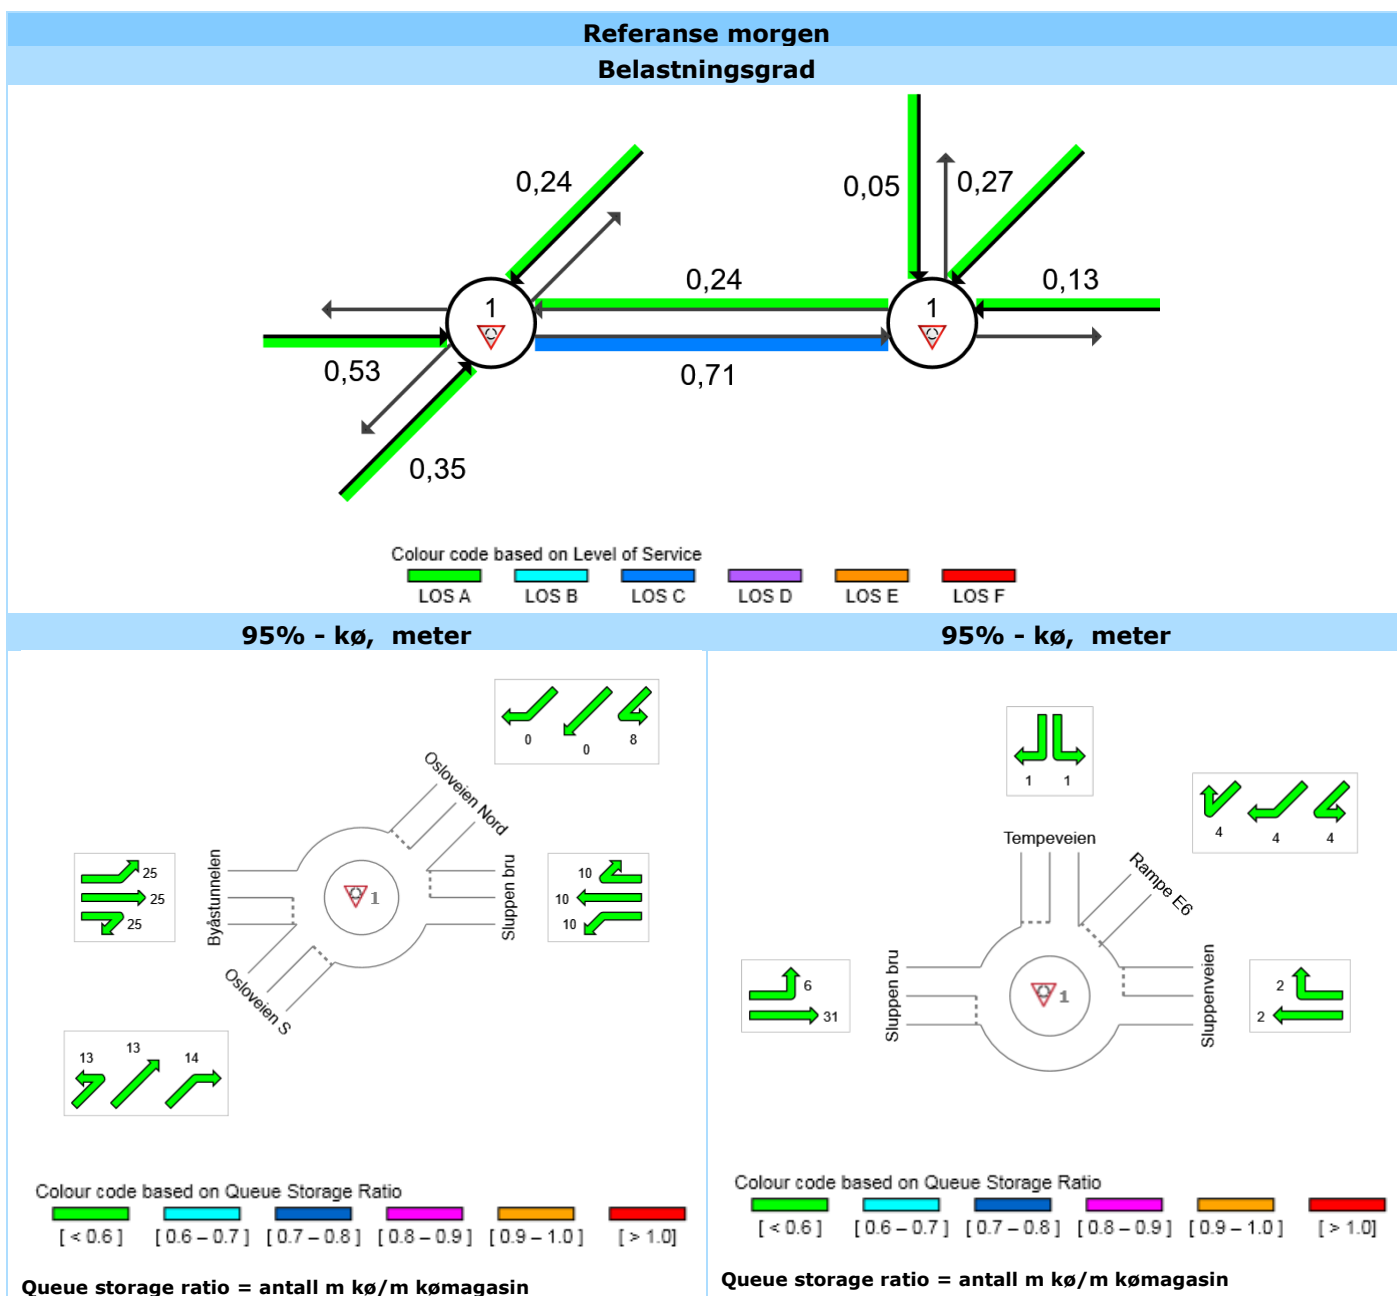 Referanse morgen
Belastningsgrad
0,24
0,05
0,27
0,24
0,13
1
1
0,53
0,71
0,35
Colour code based on Level of Service
LOS A LOS B LOS C LOS D LOS E LOS F
95% - kø, meter
0 0 8
Osloveien Nord
25
25
25
Byåstunnelen
1
Sluppen bru
10
10
10
Osloveien S
13 13 14
Colour code based on Queue Storage Ratio
[ < 0.6 ] [ 0.6 – 0.7 ] [ 0.7 – 0.8 ] [ 0.8 – 0.9 ] [ 0.9 – 1.0 ] [ > 1.0]
Queue storage ratio = antall m kø/m kømagasin
95% - kø, meter
1 1
Tempeveien
4 4 4
Rampe E6
6
31
Sluppen bru
1
Sluppenveien
2
2
Colour code based on Queue Storage Ratio
[ < 0.6 ] [ 0.6 – 0.7 ] [ 0.7 – 0.8 ] [ 0.8 – 0.9 ] [ 0.9 – 1.0 ] [ > 1.0]
Queue storage ratio = antall m kø/m kømagasin